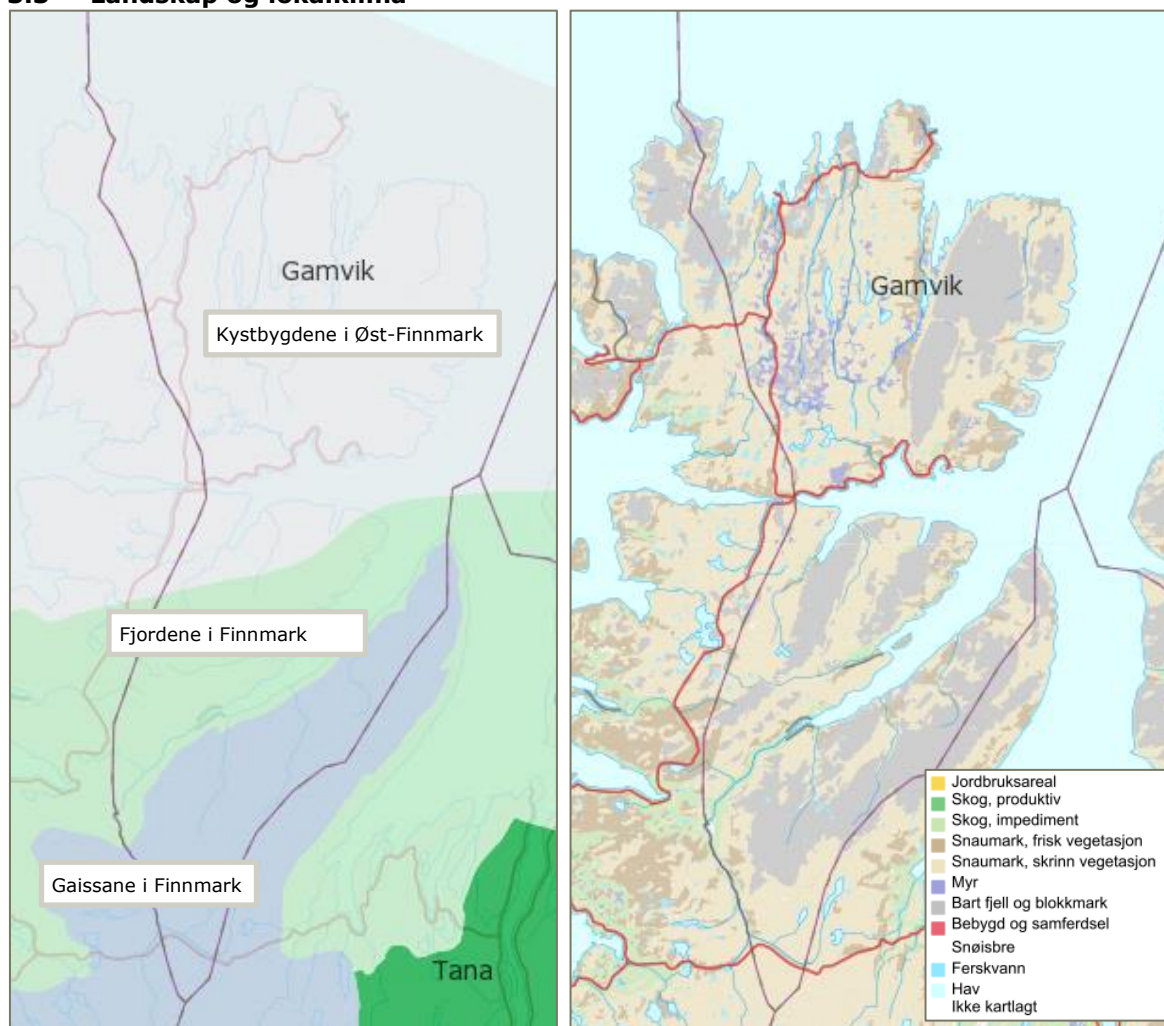 Gamvik
Kystbygdene i Øst-Finnmark
Fjordene i Finnmark
Gaissane i Finnmark
Tana
Gamvik
Jordbruksareal
Skog, produktiv
Skog, impediment
Snaumark, frisk vegetasjon
Snaumark, skrinn vegetasjon
Myr
Bart fjell og blokkmark
Bebygd og samferdsel
Snøisbre
Ferskvann
Hav
Ikke kartlagt